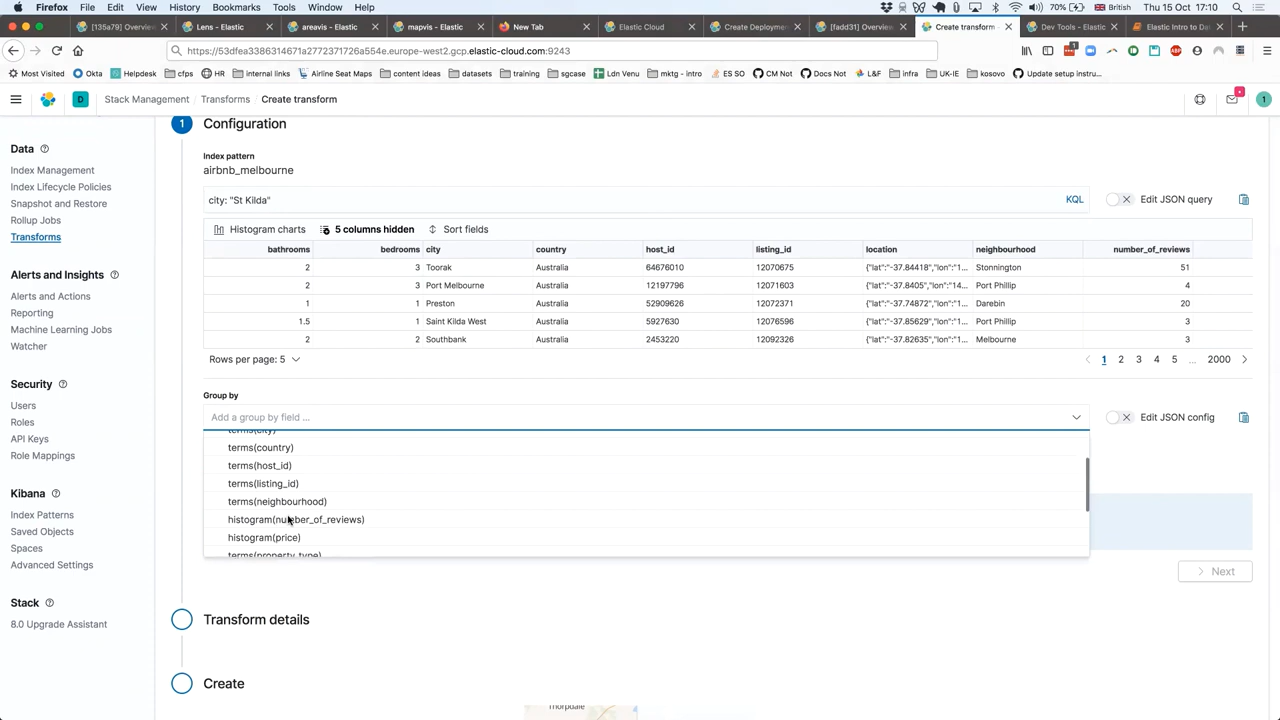 Firefox File Edit View History Bookmarks Tools Window Help 70% British Thu 15 Oct 17:10
[135a79] Overview Lens - Elastic areavis - Elastic mapvis - Elastic New Tab Elastic Cloud Create Deployme [fadd31] Overview Create transform Dev Tools - Elastic Elastic Intro to Dat
https://53dfea3386314671a2772371726a554e.europe-west2.gcp.elastic-cloud.com:9243
Most Visited Okta Helpdesk cfps HR internal links Airline Seat Maps content ideas datasets training sgcase Ldn Venu mktg - intro ES SO CM Not Docs Not L&F infra UK-IE kosovo Update setup instru...
D Stack Management / Transforms / Create transform 1
1 Configuration
Data
Index Management
Index Lifecycle Policies
Snapshot and Restore
Rollup Jobs
Transforms
Alerts and Insights
Alerts and Actions
Reporting
Machine Learning Jobs
Watcher
Security
Users
Roles
API Keys
Role Mappings
Kibana
Index Patterns
Saved Objects
Spaces
Advanced Settings
Stack
8.0 Upgrade Assistant
Index pattern
airbnb_melbourne
city: "St Kilda" KQL Edit JSON query
Histogram charts 5 columns hidden Sort fields
bathrooms bedrooms city country host_id listing_id location neighbourhood number_of_reviews
2 3 Toorak Australia 64676010 12070675 {"lat":"-37.84418","lon":"1... Stonnington 51
2 3 Port Melbourne Australia 12197796 12071603 {"lat":"-37.8405","lon":"14... Port Phillip 4
1 1 Preston Australia 52909626 12072371 {"lat":"-37.74872","lon":"1... Darebin 20
1.5 1 Saint Kilda West Australia 5927630 12076596 {"lat":"-37.85629","lon":"1... Port Phillip 3
2 2 Southbank Australia 2453220 12092326 {"lat":"-37.82635","lon":"1... Melbourne 3
Rows per page: 5 1 2 3 4 5 ... 2000
Group by
Add a group by field ... Edit JSON config
terms(city)
terms(country)
terms(host_id)
terms(listing_id)
terms(neighbourhood)
histogram(number_of_reviews)
histogram(price)
terms(property_type)
Next
Transform details
Create
Thorpdale